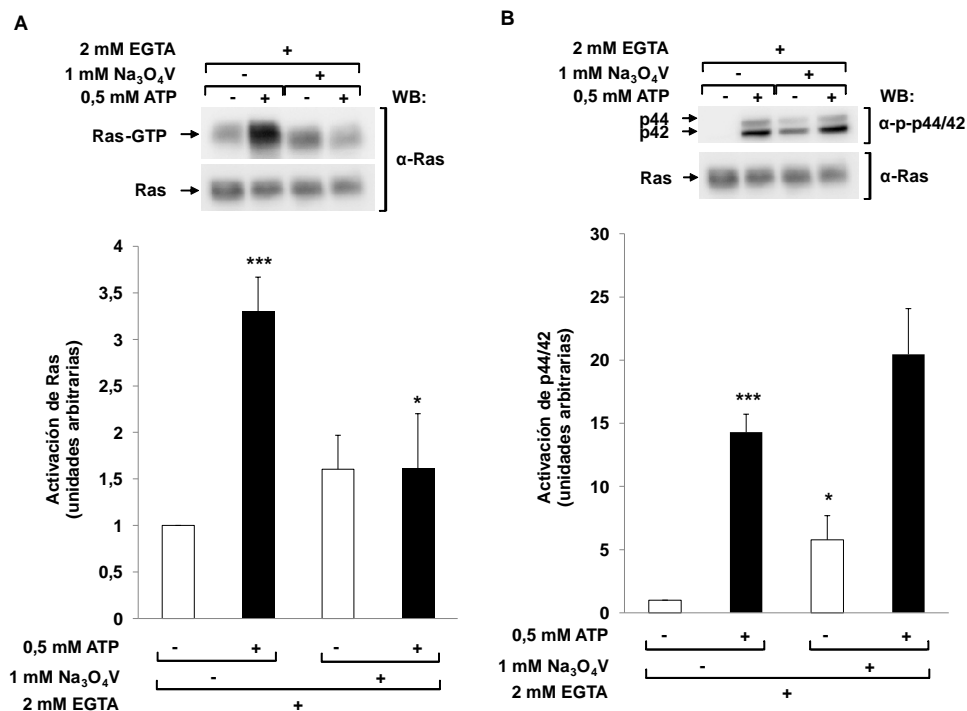 A
2 mM EGTA +
1 mM Na₃O₄V - +
0,5 mM ATP - + - + WB:
Ras-GTP
α-Ras
Ras
4
3,5
3
2,5
2
1,5
1
0,5
0
Activación de Ras
(unidades arbitrarias)
***
*
0,5 mM ATP - + - +
1 mM Na₃O₄V - +
2 mM EGTA +
B
2 mM EGTA +
1 mM Na₃O₄V - +
0,5 mM ATP - + - + WB:
p44
p42
α-p-p44/42
Ras
α-Ras
30
25
20
15
10
5
0
Activación de p44/42
(unidades arbitrarias)
***
*
0,5 mM ATP - + - +
1 mM Na₃O₄V - +
2 mM EGTA +